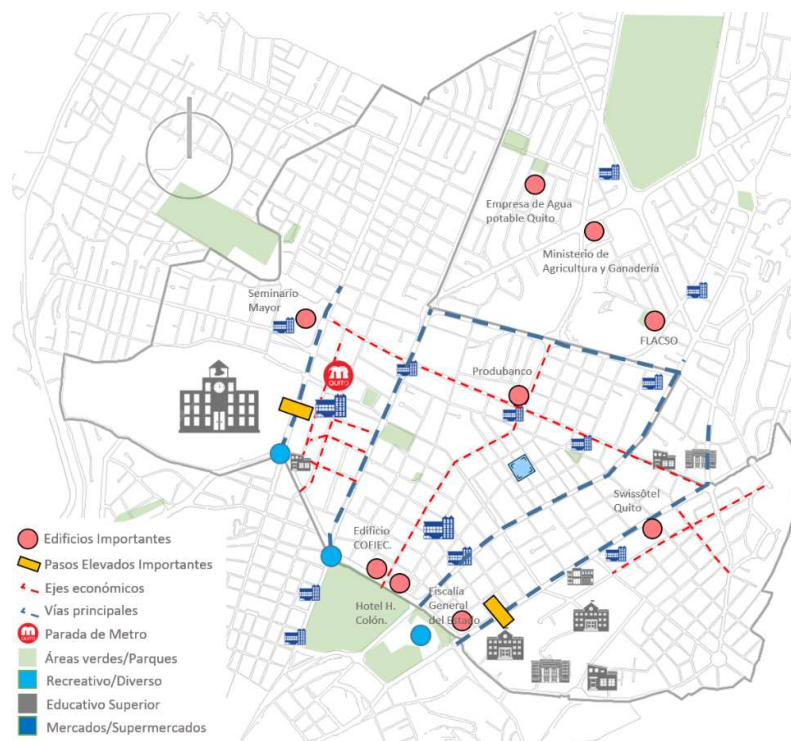 Empresa de Agua
potable Quito
Ministerio de
Agricultura y Ganadería
Seminario
Mayor
FLACSO
m
QUITO
Produbanco
Swissôtel
Quito
Edificio
COFIEC.
Hotel H.
Colón.
Fiscalía
General
del Estado
Edificios Importantes
Pasos Elevados Importantes
Ejes económicos
Vías principales
m
QUITO
Parada de Metro
Áreas verdes/Parques
Recreativo/Diverso
Educativo Superior
Mercados/Supermercados